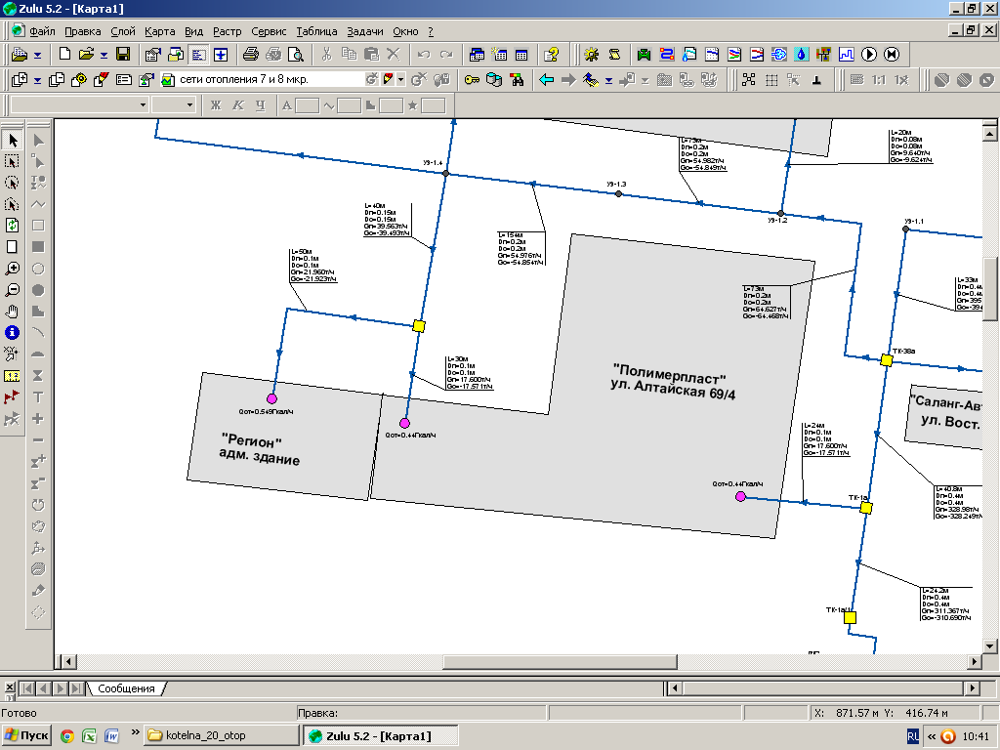 Zulu 5.2 - [Карта1]
Файл Правка Слой Карта Вид Растр Сервис Таблица Задачи Окно ?
сети отопления 7 и 8 мкр.
1:1
Ж К Ч
L=20м
Dп=0.08м
Dо=0.08м
Gп=9.640т/ч
Gо=-9.624т/ч
L=73м
Dп=0.2м
Dо=0.2м
Gп=54.982т/ч
Gо=-54.849т/ч
УЗ-1.4
УЗ-1.3
УЗ-1.2
УЗ-1.1
L=40м
Dп=0.15м
Dо=0.15м
Gп=39.563т/ч
Gо=-39.493т/ч
L=154м
Dп=0.2м
Dо=0.2м
Gп=54.976т/ч
Gо=-54.854т/ч
L=50м
Dп=0.1м
Dо=0.1м
Gп=21.960т/ч
Gо=-21.923т/ч
L=33м
Dп=0.4м
Dо=0.4м
Gп=395
Gо=-394
L=73м
Dп=0.2м
Dо=0.2м
Gп=64.627т/ч
Gо=-64.468т/ч
ТК-38а
L=30м
Dп=0.1м
Dо=0.1м
Gп=17.600т/ч
Gо=-17.571т/ч
"Полимерпласт"
ул. Алтайская 69/4
"Саланг-Ав
ул. Вост.
Qот=0.549Гкал/ч
Qот=0.44Гкал/ч
"Регион"
адм. здание
L=24м
Dп=0.1м
Dо=0.1м
Gп=17.600т/ч
Gо=-17.571т/ч
Qот=0.44Гкал/ч
ТК-1а
L=40.8м
Dп=0.4м
Dо=0.4м
Gп=328.98т/ч
Gо=-328.249т/ч
L=24.2м
Dп=0.4м
Dо=0.4м
Gп=311.367т/ч
Gо=-310.690т/ч
ТК-1а/1
Сообщения
Готово
Правка:
X: 871.57 м Y: 416.74 м
Пуск
kotelna_20_otop
Zulu 5.2 - [Карта1]
RU
10:41